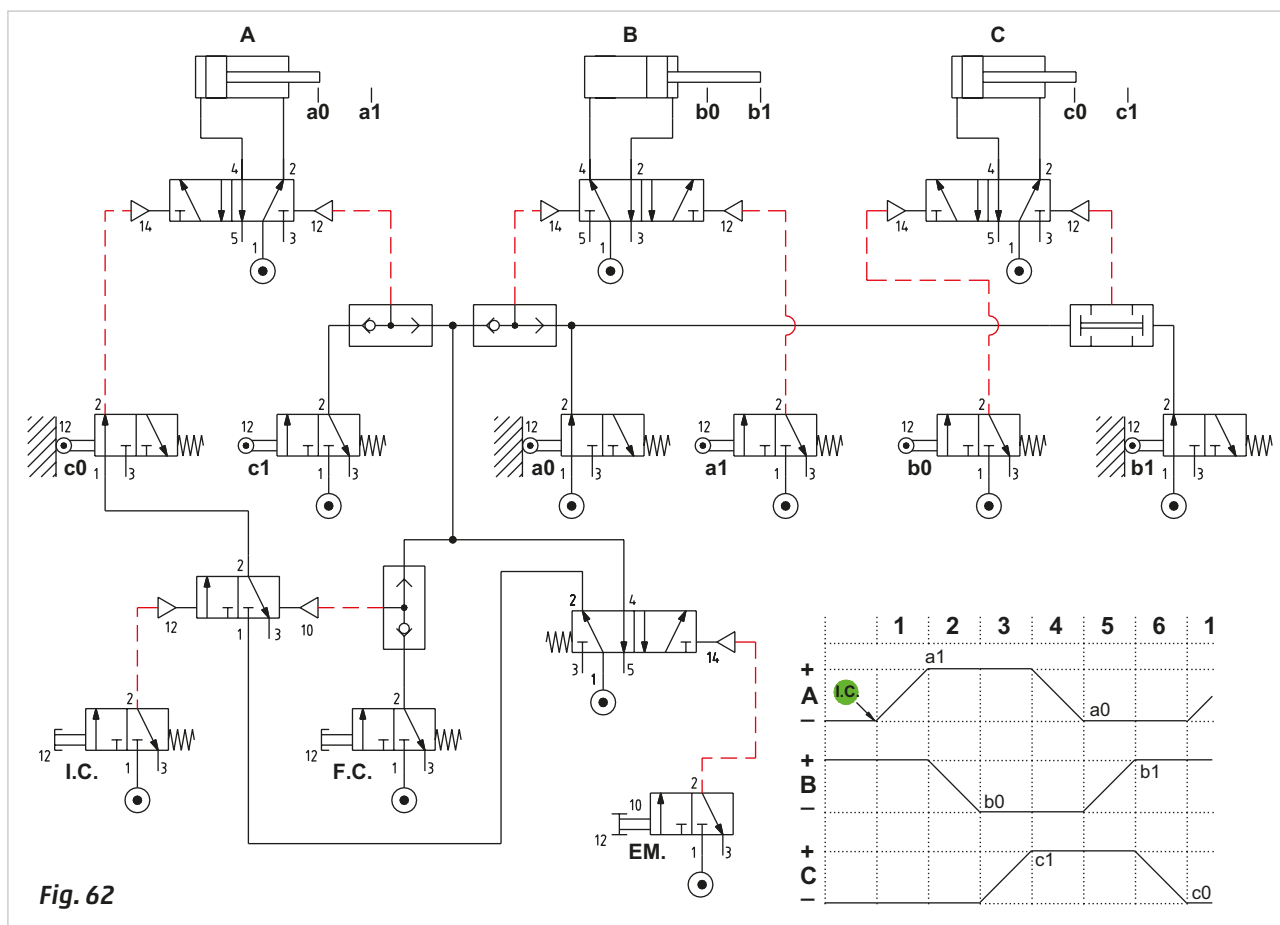 A B C
a0 a1 b0 b1 c0 c1
4 2 4 2 4 2
14 12 14 12 14 12
5 1 3 5 1 3 5 1 3
2 2 2 2 2 2
12 12 12 12 12 12
c0 c1 a0 a1 b0 b1
1 3 1 3 1 3 1 3 1 3 1 3
2 2 4
12 10 14
1 3 3 1 5
2 2
12 12
I.C. 1 3 F.C. 1 3
2
10
12
EM. 1 3
1 2 3 4 5 6 1
+ a1
A I.C.
– a0
+ b1
B
– b0
+ c1
C
– c0
Fig. 62